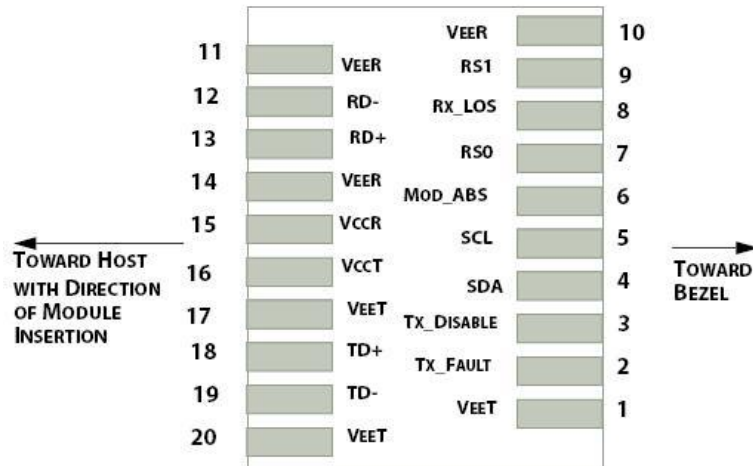 VEER 10
11 VEER
RS1 9
12 RD-
RX_LOS 8
13 RD+
RS0 7
14 VEER
MOD_ABS 6
15 VCCR
SCL 5
TOWARD HOST
WITH DIRECTION
OF MODULE
INSERTION
TOWARD
BEZEL
16 VCCT
SDA 4
17 VEET
TX_DISABLE 3
18 TD+
TX_FAULT 2
19 TD-
VEET 1
20 VEET